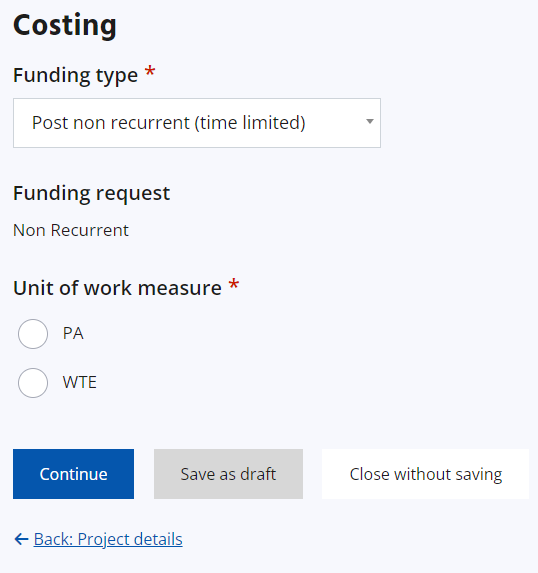 Costing
Funding type *
Post non recurrent (time limited)
Funding request
Non Recurrent
Unit of work measure *
PA
WTE
Continue Save as draft Close without saving
← Back: Project details